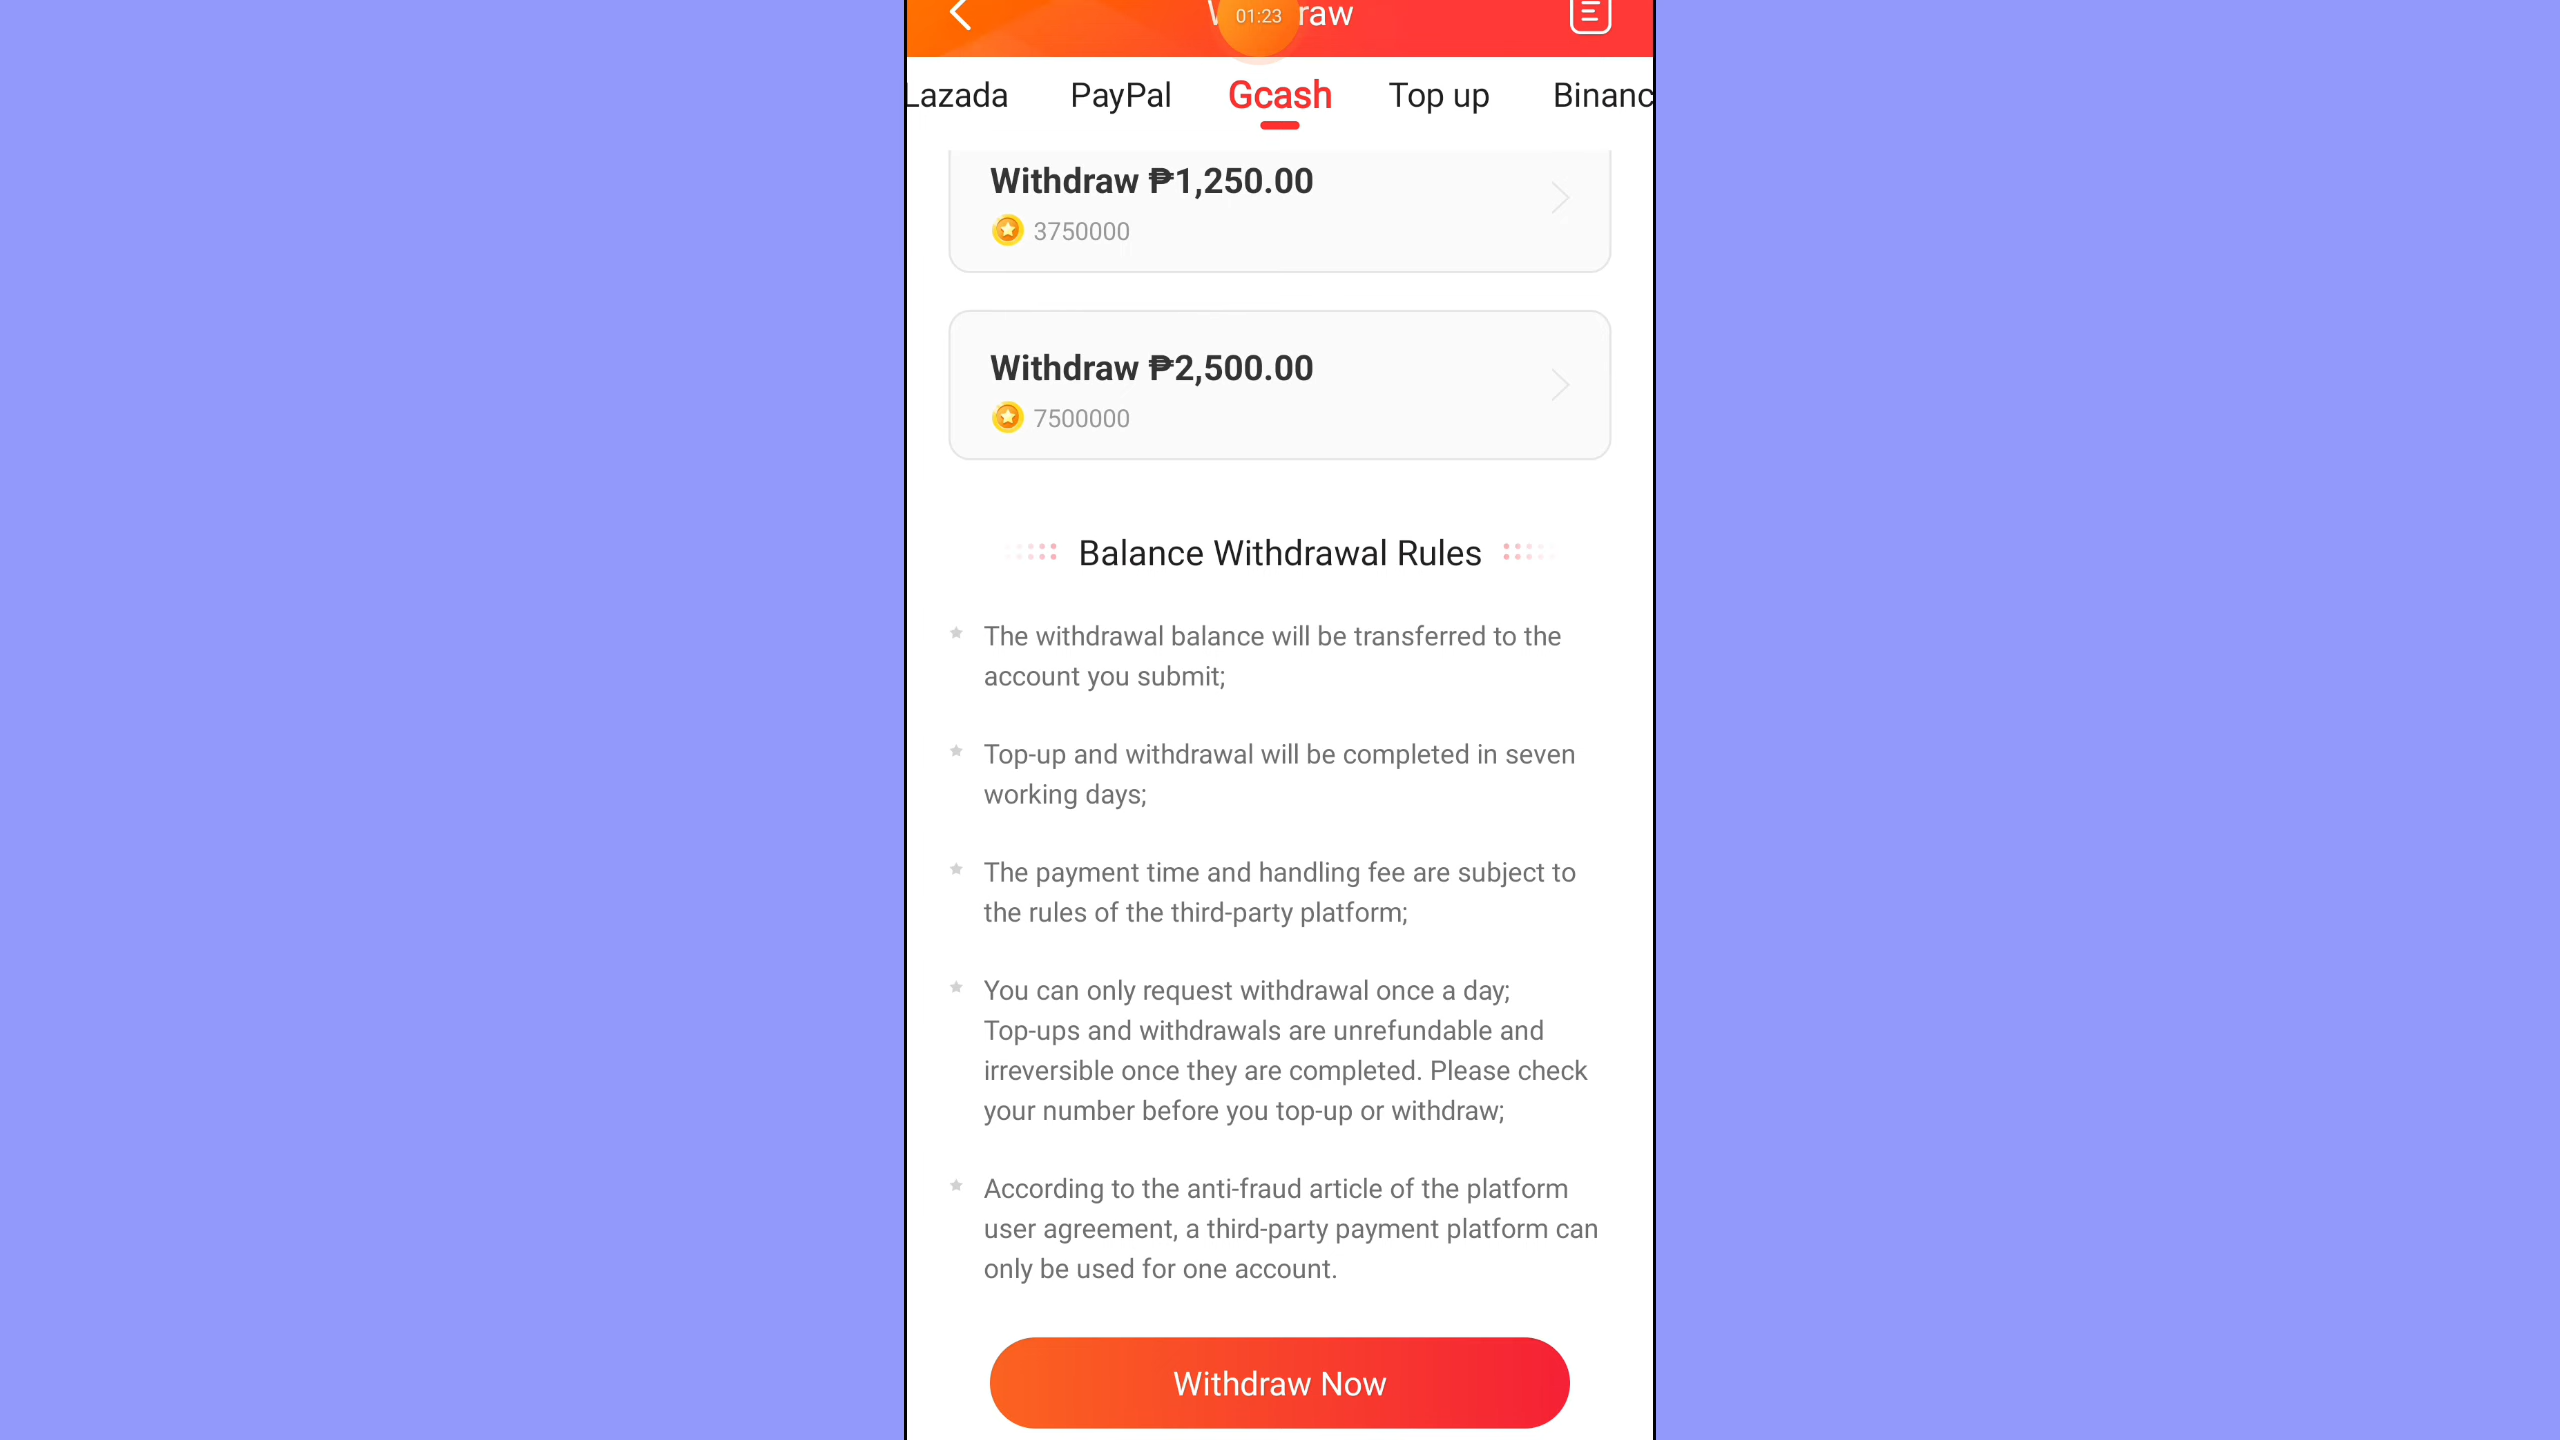 01:23
raw
Lazada PayPal Gcash Top up Binanc
Withdraw ₱1,250.00
3750000
Withdraw ₱2,500.00
7500000
Balance Withdrawal Rules
The withdrawal balance will be transferred to the
account you submit;
Top-up and withdrawal will be completed in seven
working days;
The payment time and handling fee are subject to
the rules of the third-party platform;
You can only request withdrawal once a day;
Top-ups and withdrawals are unrefundable and
irreversible once they are completed. Please check
your number before you top-up or withdraw;
According to the anti-fraud article of the platform
user agreement, a third-party payment platform can
only be used for one account.
Withdraw Now